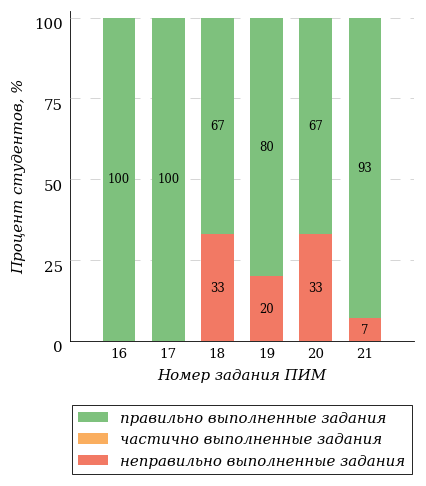 100
75
50
25
0
Процент студентов, %
100 100 67 80 67 93
33 20 33 7
16 17 18 19 20 21
Номер задания ПИМ
правильно выполненные задания
частично выполненные задания
неправильно выполненные задания